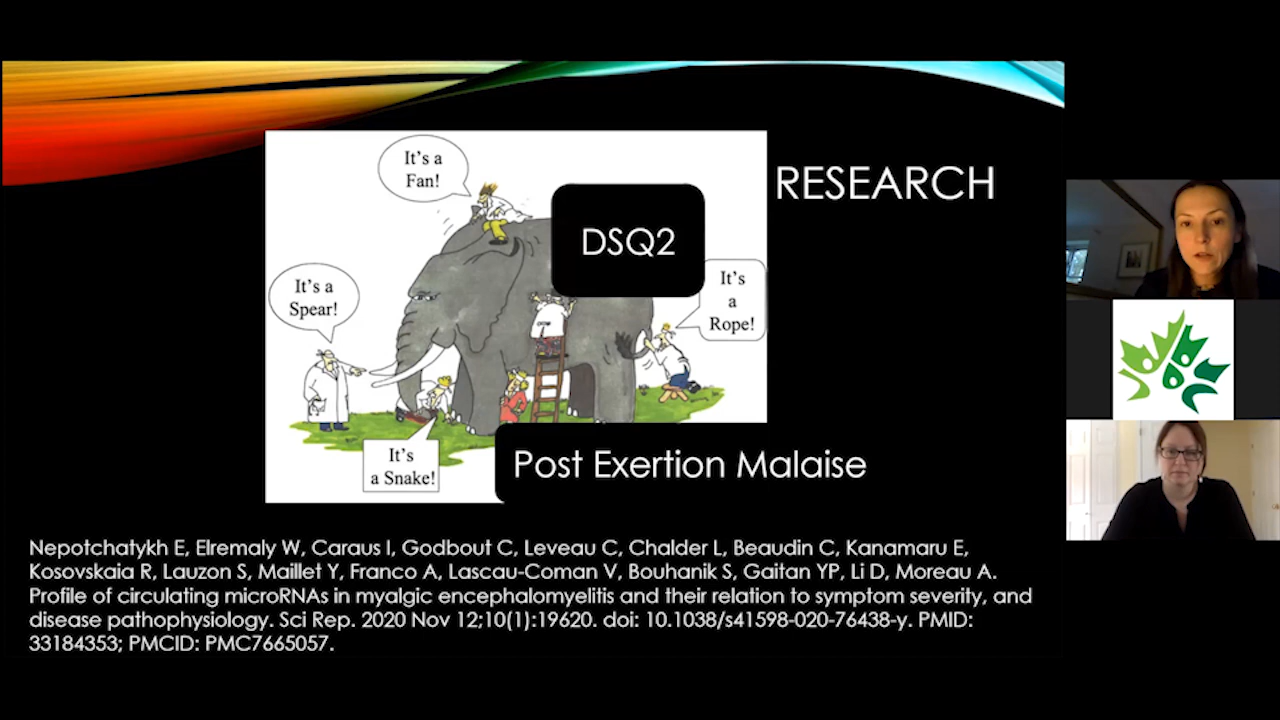 It's a
Fan!
RESEARCH
DSQ2
It's a
Spear!
It's
a
Rope!
It's
a Snake!
Post Exertion Malaise
Nepotchatykh E, Elremaly W, Caraus I, Godbout C, Leveau C, Chalder L, Beaudin C, Kanamaru E,
Kosovskaia R, Lauzon S, Maillet Y, Franco A, Lascau-Coman V, Bouhanik S, Gaitan YP, Li D, Moreau A.
Profile of circulating microRNAs in myalgic encephalomyelitis and their relation to symptom severity, and
disease pathophysiology. Sci Rep. 2020 Nov 12;10(1):19620. doi: 10.1038/s41598-020-76438-y. PMID:
33184353; PMCID: PMC7665057.